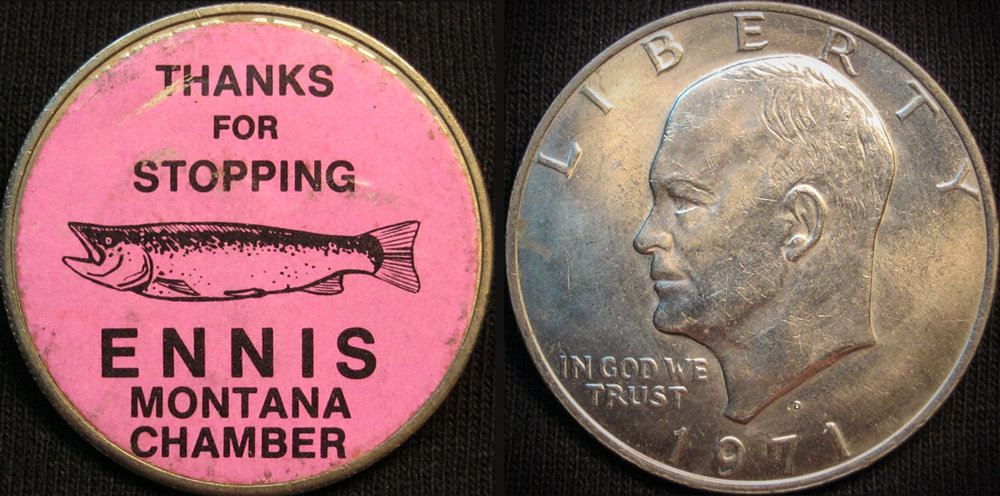 THANKS
FOR
STOPPING
ENNIS
MONTANA
CHAMBER
LIBERTY
IN GOD WE
TRUST
D
1971